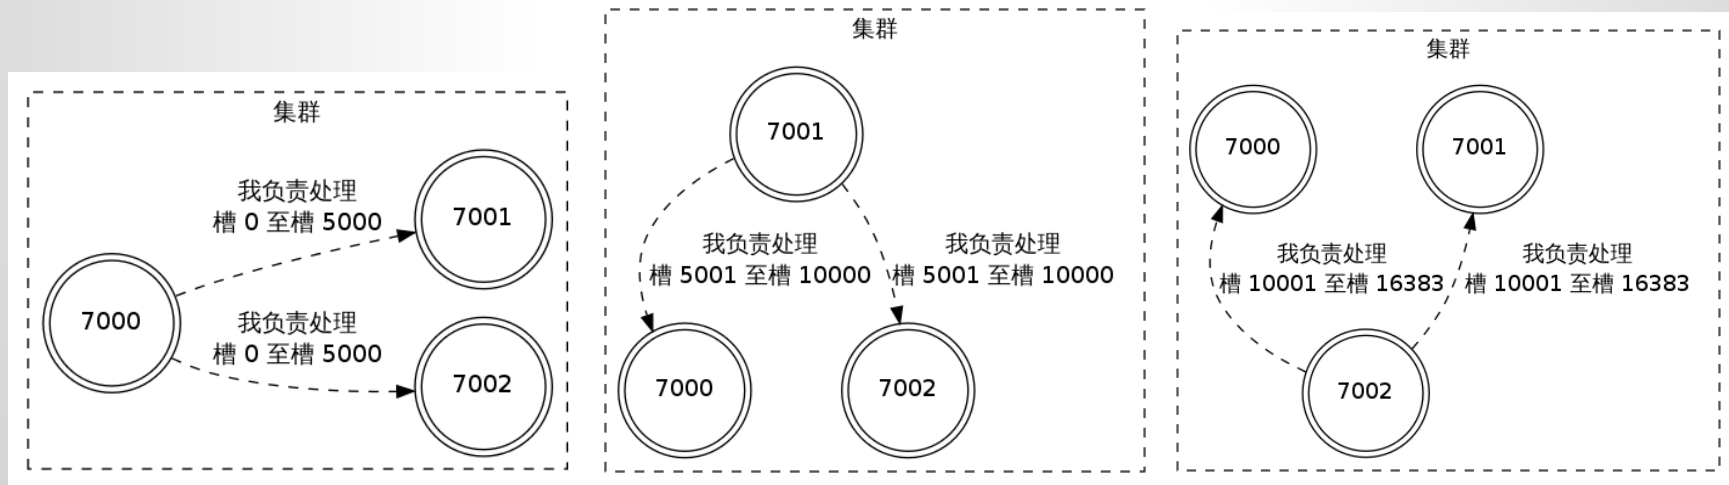 集群
7001
我负责处理
槽 0 至槽 5000
7000
我负责处理
槽 0 至槽 5000
7002
集群
7001
我负责处理
槽 5001 至槽 10000
我负责处理
槽 5001 至槽 10000
7000
7002
集群
7000
7001
我负责处理
槽 10001 至槽 16383
我负责处理
槽 10001 至槽 16383
7002